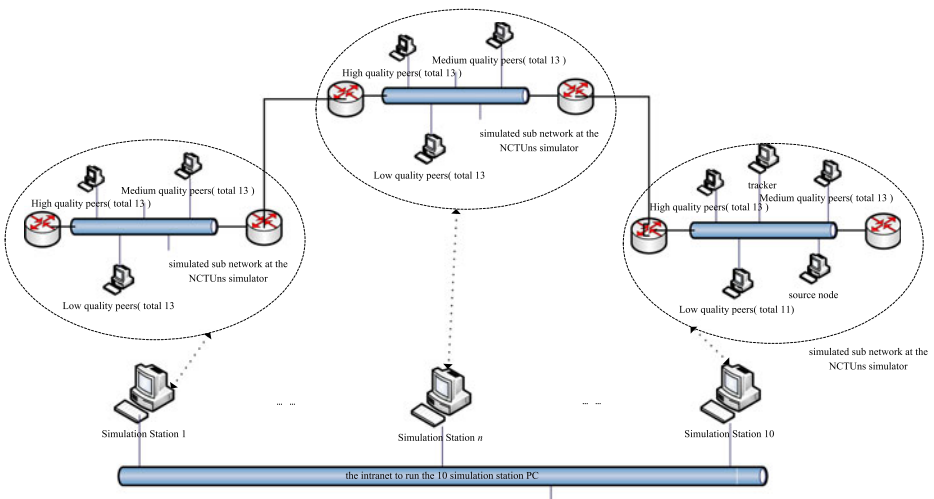 Medium quality peers( total 13 )
High quality peers( total 13 )
simulated sub network at the
NCTUns simulator
Low quality peers( total 13
Medium quality peers( total 13 )
High quality peers( total 13 )
simulated sub network at the
NCTUns simulator
Low quality peers( total 13
tracker
Medium quality peers( total 13 )
High quality peers( total 13 )
source node
Low quality peers( total 11)
simulated sub network at the
NCTUns simulator
... ...
... ...
Simulation Station 1
Simulation Station n
Simulation Station 10
the intranet to run the 10 simulation station PC